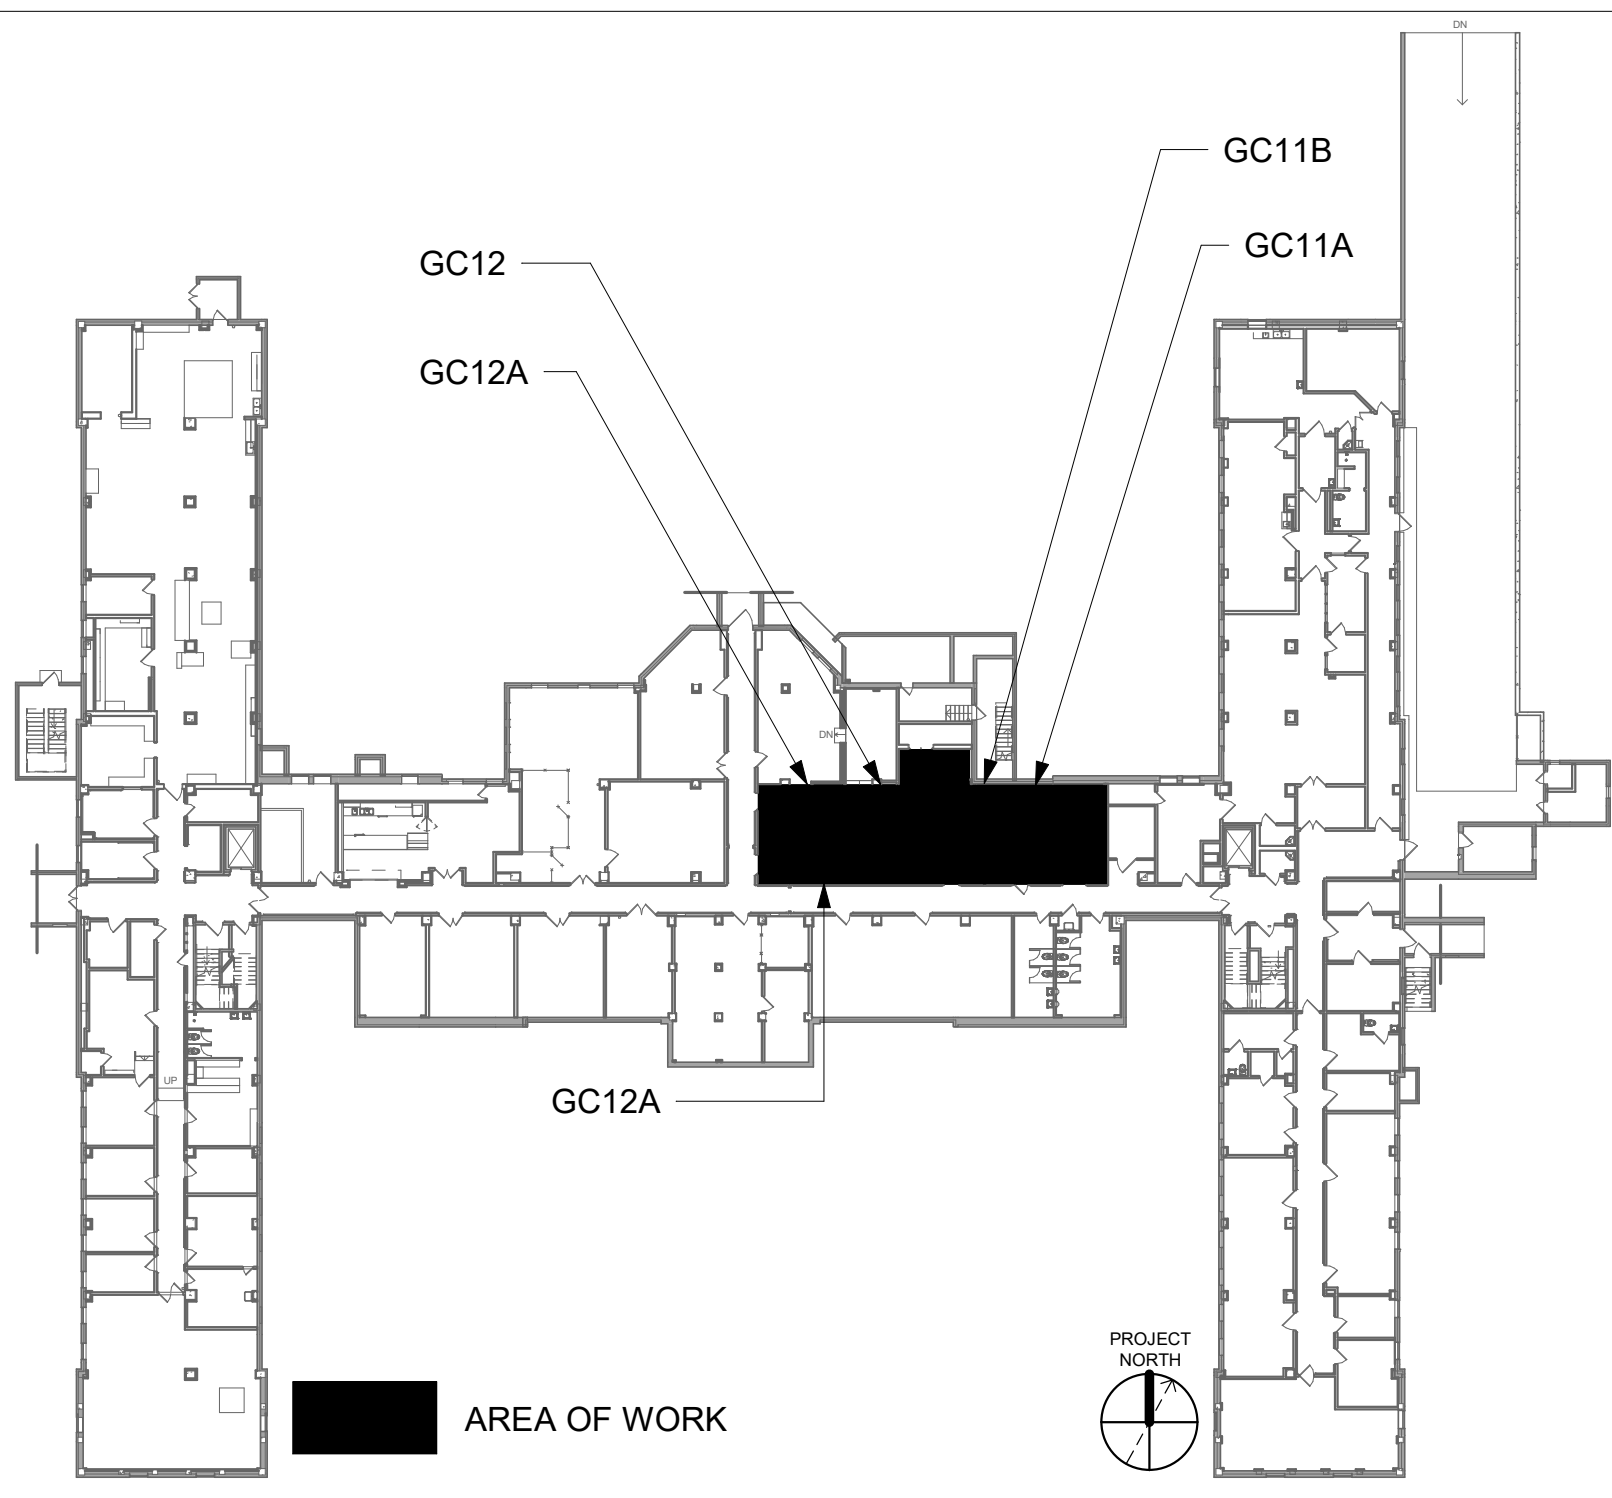 DN
GC11B
GC11A
GC12
GC12A
DN
UP
GC12A
PROJECT
NORTH
AREA OF WORK